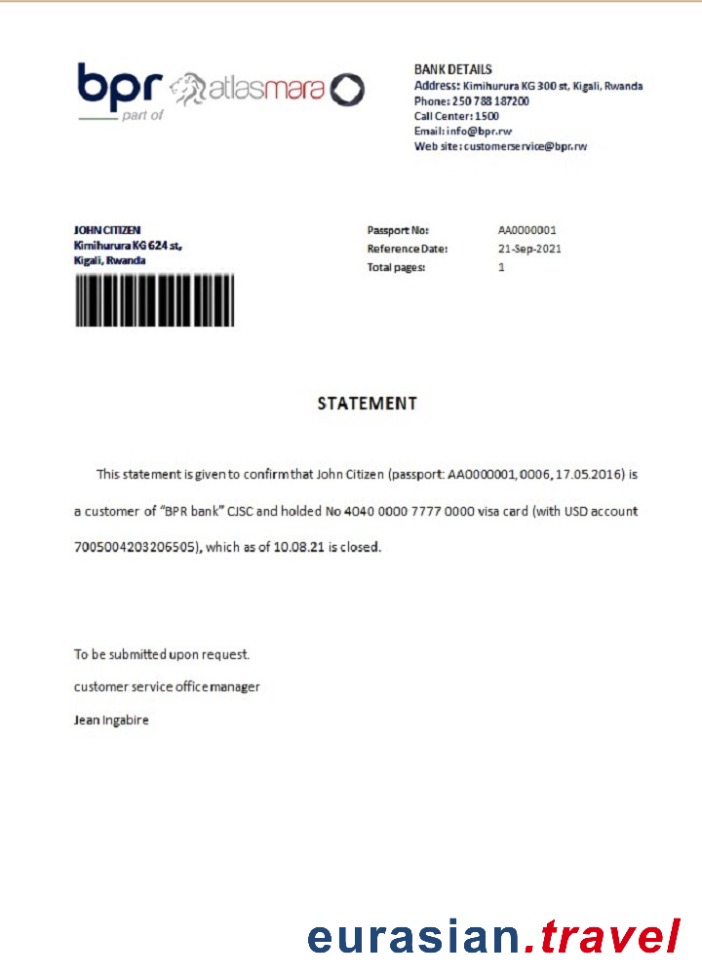 bpr atlasmara
part of
BANK DETAILS
Address: Kimihurura KG 300 st, Kigali, Rwanda
Phone: 250 788 187200
Call Center: 1500
Email: info@bpr.rw
Web site: customerservice@bpr.rw
JOHN CITIZEN
Kimihurura KG 624 st,
Kigali, Rwanda
Passport No: AA0000001
Reference Date: 21-Sep-2021
Total pages: 1
STATEMENT
This statement is given to confirm that John Citizen (passport: AA0000001, 0006, 17.05.2016) is
a customer of "BPR bank" CJSC and holded No 4040 0000 7777 0000 visa card (with USD account
7005004203206505), which as of 10.08.21 is closed.
To be submitted upon request.
customer service office manager
Jean Ingabire
eurasian.travel